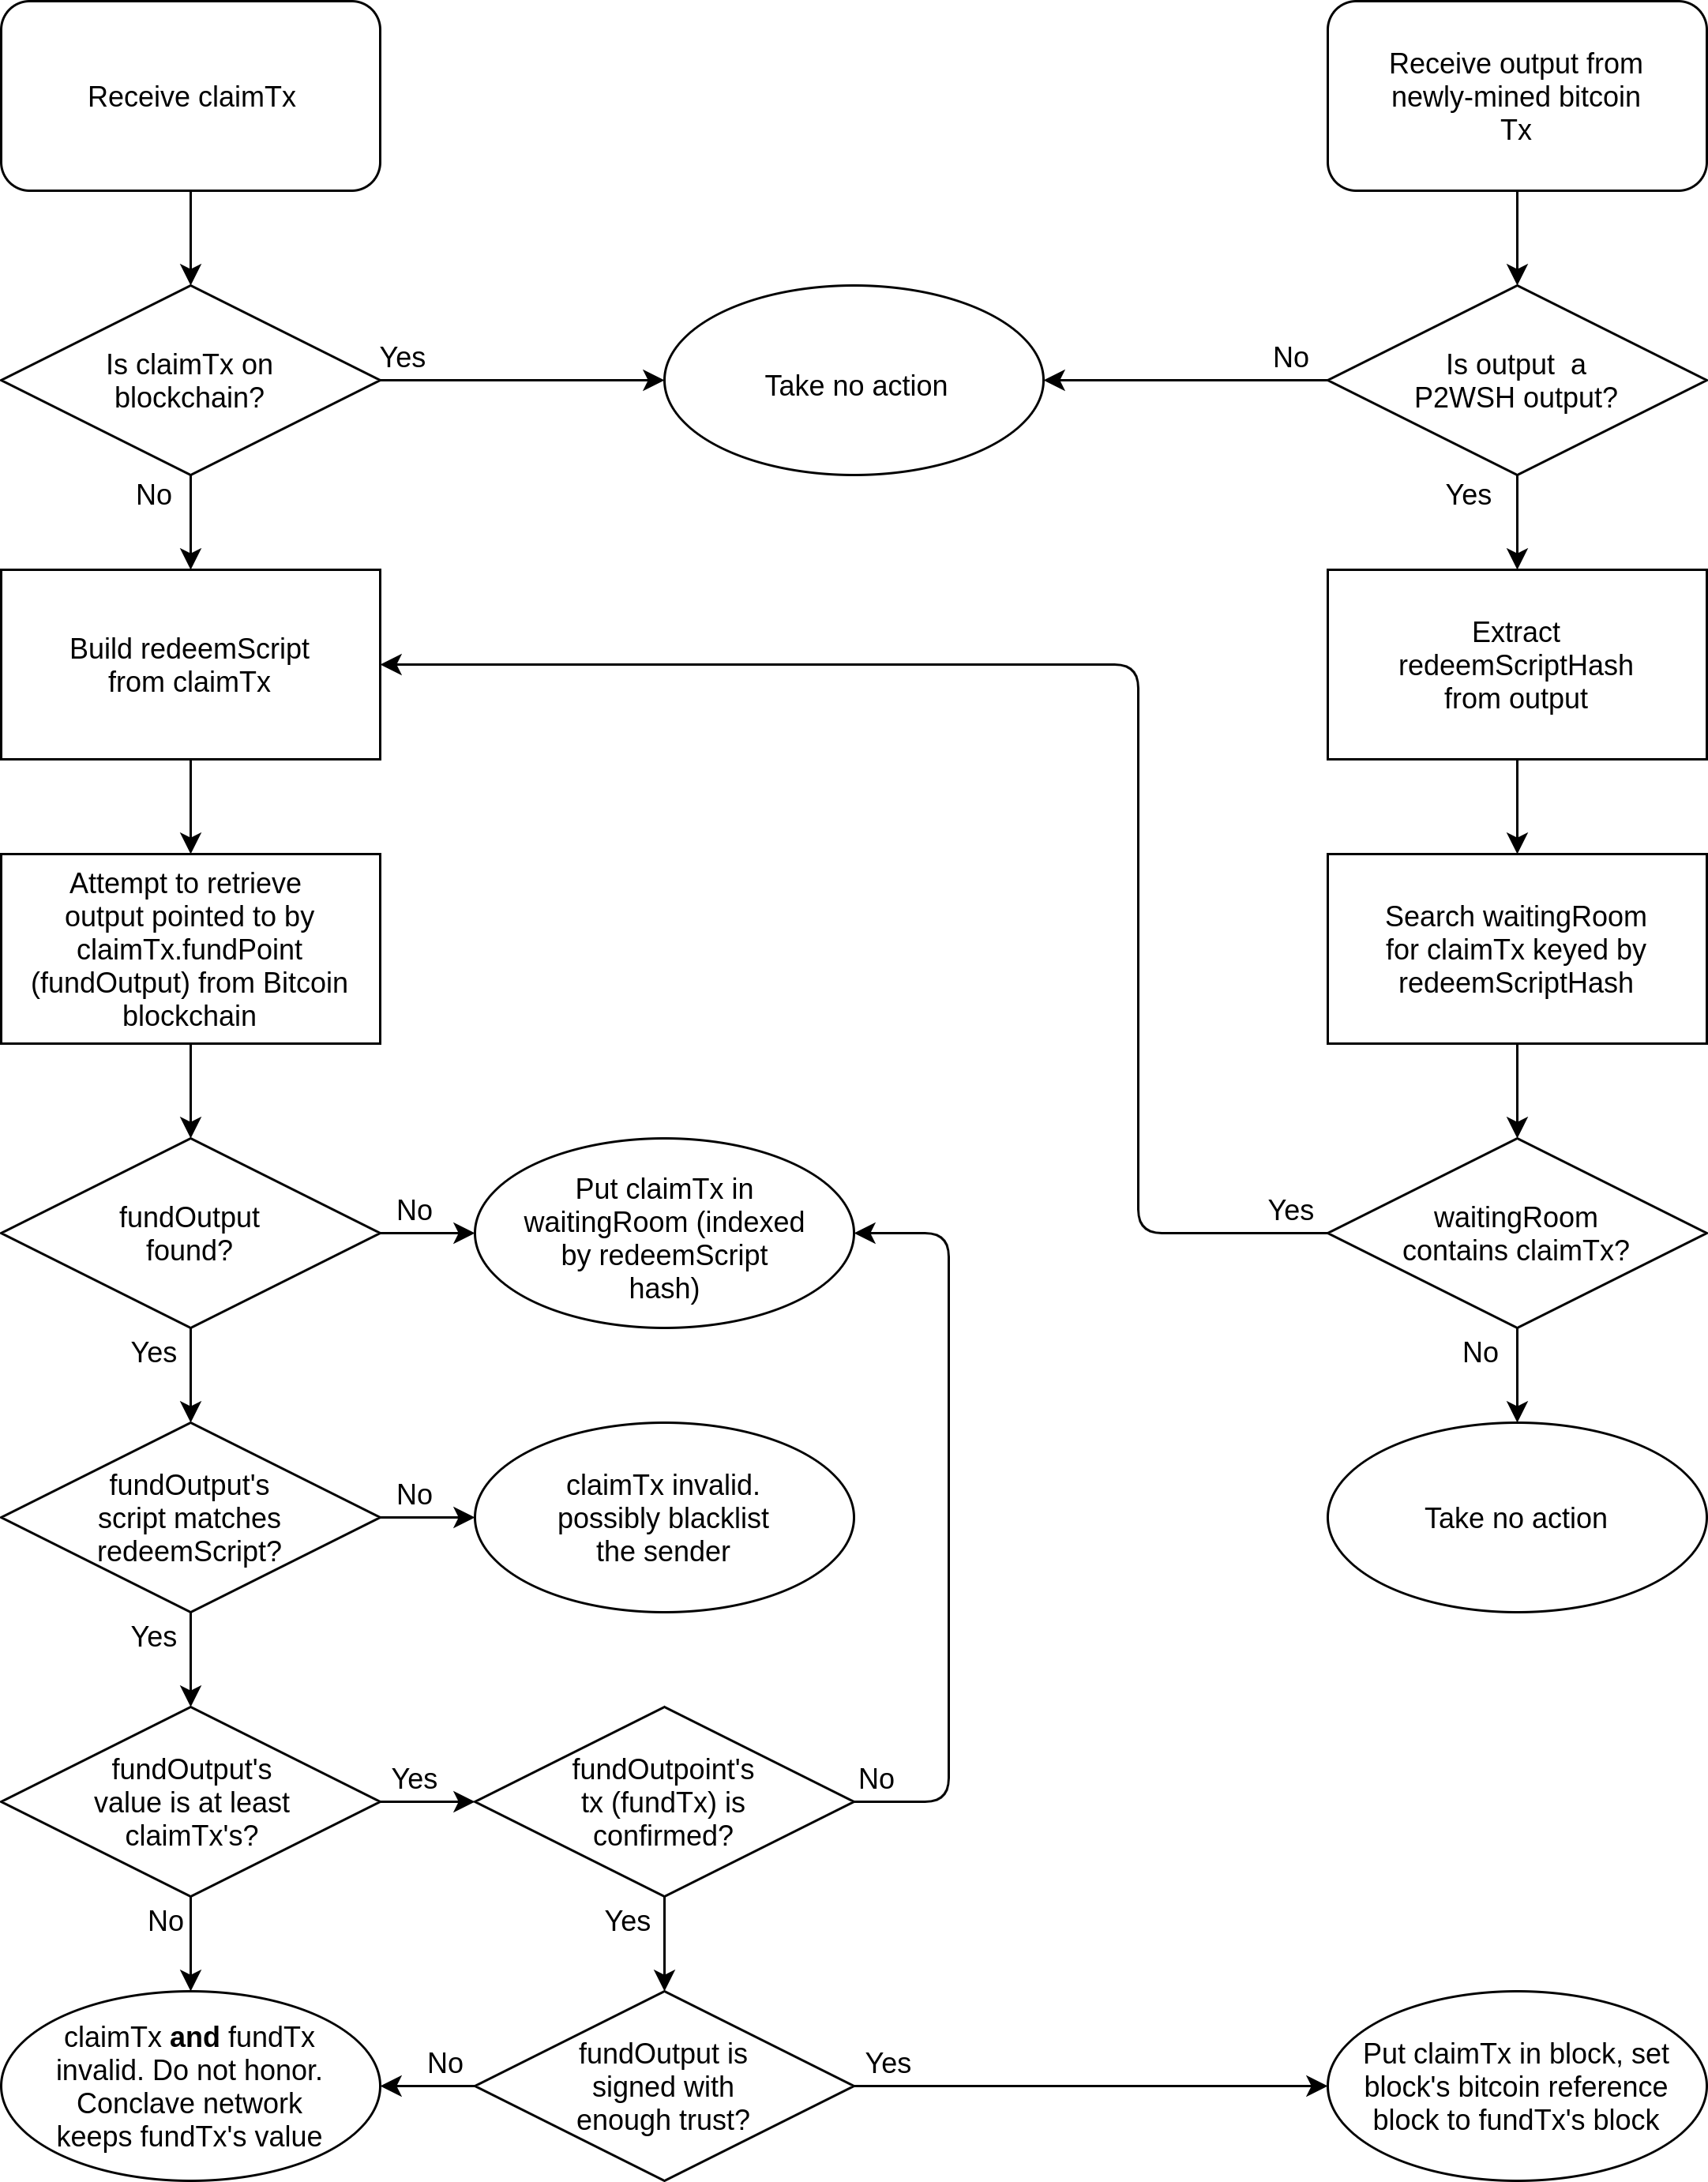 Receive claimTx
Receive output from
newly-mined bitcoin
Tx
Is claimTx on
blockchain?
Yes
Take no action
No
Is output  a
P2WSH output?
No
Yes
Build redeemScript
from claimTx
Extract
redeemScriptHash
from output
Attempt to retrieve
output pointed to by
claimTx.fundPoint
(fundOutput) from Bitcoin
blockchain
Search waitingRoom
for claimTx keyed by
redeemScriptHash
fundOutput
found?
No
Put claimTx in
waitingRoom (indexed
by redeemScript
hash)
Yes
waitingRoom
contains claimTx?
Yes
No
fundOutput's
script matches
redeemScript?
No
claimTx invalid.
possibly blacklist
the sender
Take no action
Yes
fundOutput's
value is at least
claimTx's?
Yes
fundOutpoint's
tx (fundTx) is
confirmed?
No
No
Yes
claimTx and fundTx
invalid. Do not honor.
Conclave network
keeps fundTx's value
No
fundOutput is
signed with
enough trust?
Yes
Put claimTx in block, set
block's bitcoin reference
block to fundTx's block